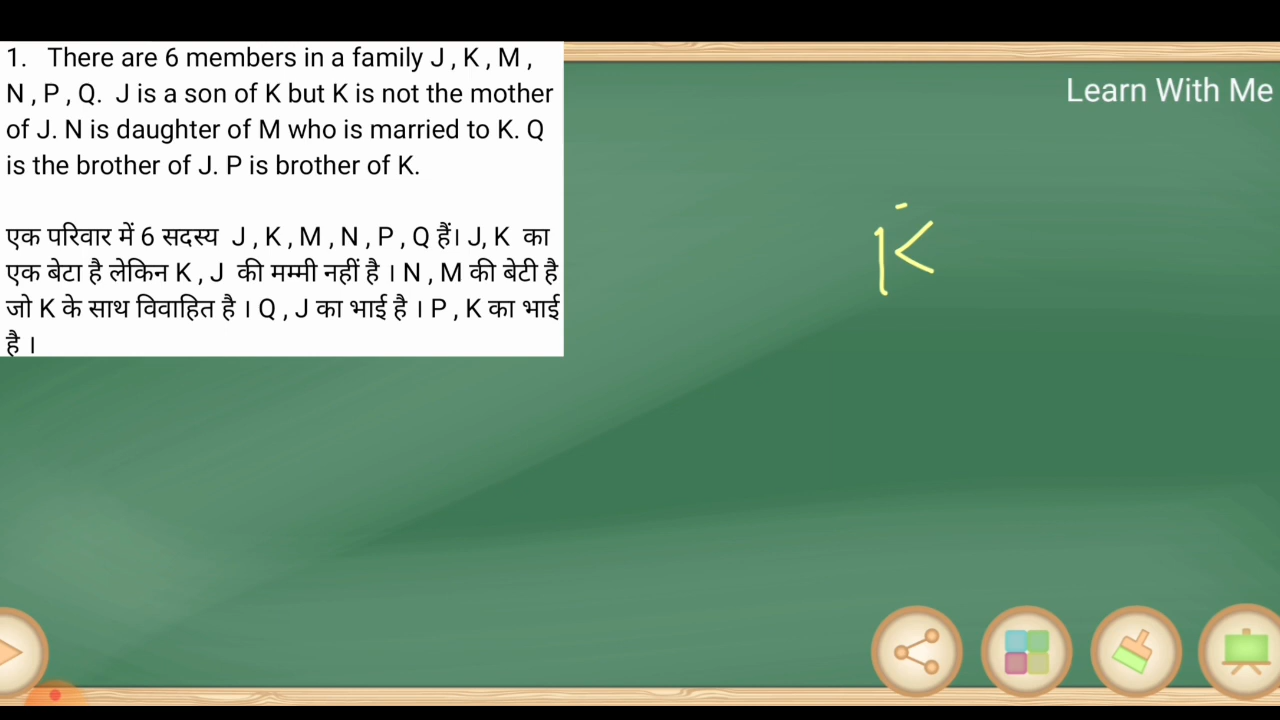 1. There are 6 members in a family J , K , M ,
N , P , Q. J is a son of K but K is not the mother
of J. N is daughter of M who is married to K. Q
is the brother of J. P is brother of K.
एक परिवार में 6 सदस्य J , K , M , N , P , Q हैं। J, K का
एक बेटा है लेकिन K , J की मम्मी नहीं है । N , M की बेटी है
जो K के साथ विवाहित है । Q , J का भाई है । P , K का भाई
है ।
Learn With Me
K